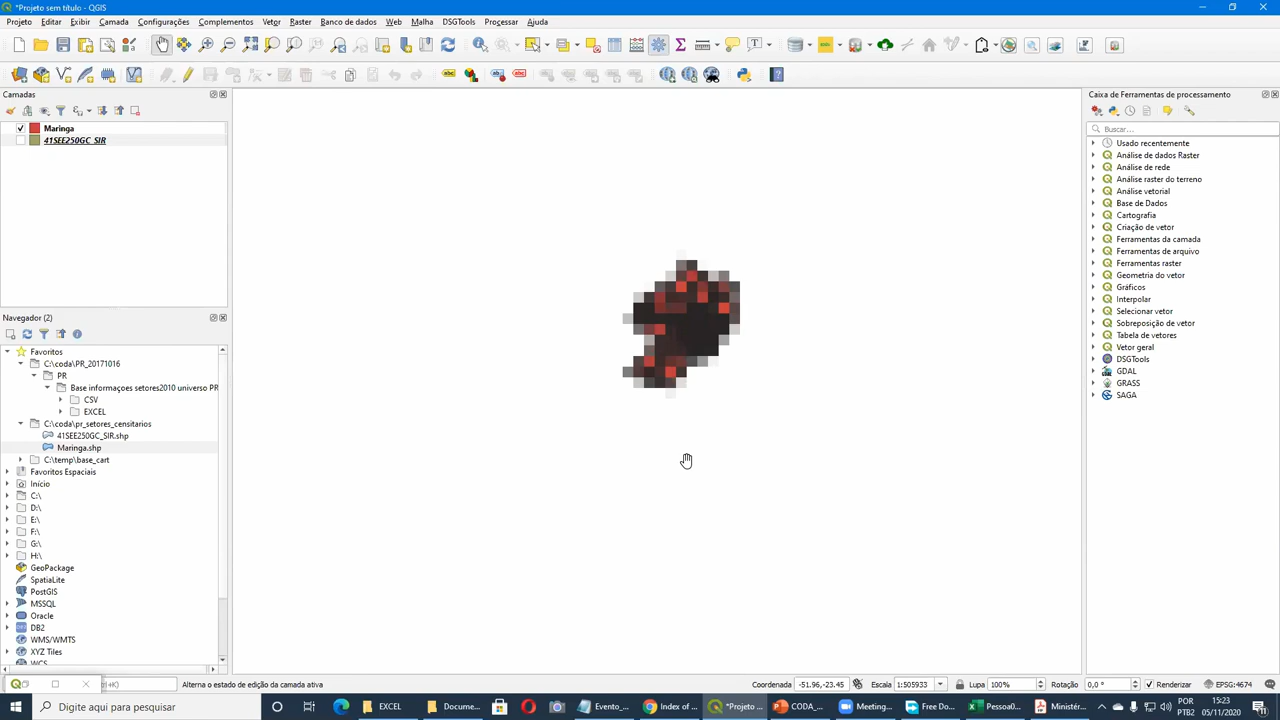 *Projeto sem título - QGIS
Projeto Editar Exibir Camada Configurações Complementos Vetor Raster Banco de dados Web Malha DSGTools Processar Ajuda
Camadas
Maringa
41SEE250GC_SIR
Navegador (2)
Favoritos
C:\coda\PR_20171016
PR
Base informaçoes setores2010 universo PR
CSV
EXCEL
C:\coda\pr_setores_censitarios
41SEE250GC_SIR.shp
Maringa.shp
C:\temp\base_cart
Favoritos Espaciais
Início
C:\
D:\
E:\
F:\
G:\
H:\
GeoPackage
SpatiaLite
PostGIS
MSSQL
Oracle
DB2
WMS/WMTS
XYZ Tiles
WCS
Caixa de Ferramentas de processamento
Buscar...
Usado recentemente
Análise de dados Raster
Análise de rede
Análise raster do terreno
Análise vetorial
Base de Dados
Cartografia
Criação de vetor
Ferramentas da camada
Ferramentas de arquivo
Ferramentas raster
Geometria do vetor
Gráficos
Interpolar
Selecionar vetor
Sobreposição de vetor
Tabela de vetores
Vetor geral
DSGTools
GDAL
GRASS
SAGA
Alterna o estado de edição da camada ativa
Coordenada -51.96,-23.45 Escala 1:505933 Lupa 100% Rotação 0,0 ° Renderizar EPSG:4674
Digite aqui para pesquisar
EXCEL Docume... Evento_... Index of ... *Projeto ... CODA_... Meeting... Free Do... Pessoa0... Ministér...
POR
PTB2
15:23
05/11/2020